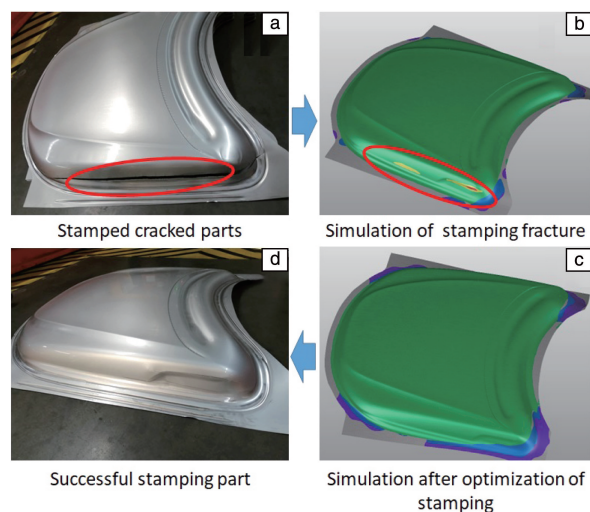 a
b
Stamped cracked parts
Simulation of stamping fracture
d
c
Successful stamping part
Simulation after optimization of
stamping